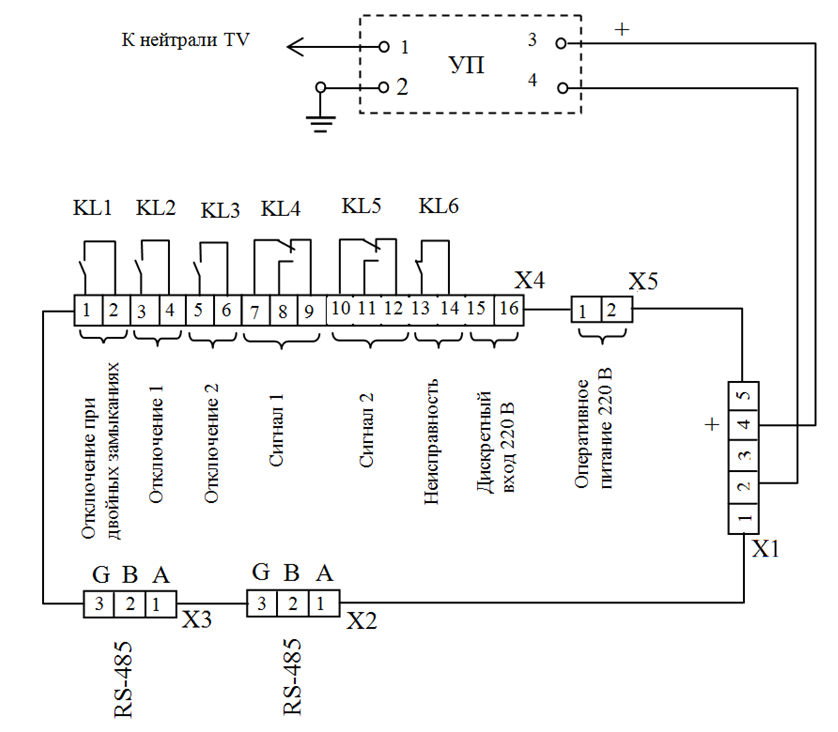 К нейтрали TV
1
2
УП
3
4
+
KL1
KL2
KL3
KL4
KL5
KL6
X4
X5
1 2 3 4 5 6 7 8 9 10 11 12 13 14 15 16
1 2
Отключение при
двойных замыканиях
Отключение 1
Отключение 2
Сигнал 1
Сигнал 2
Неисправность
Дискретный
вход 220 В
Оперативное
питание 220 В
+
5
4
3
2
1
X1
G B A
3 2 1
X3
RS-485
G B A
3 2 1
X2
RS-485